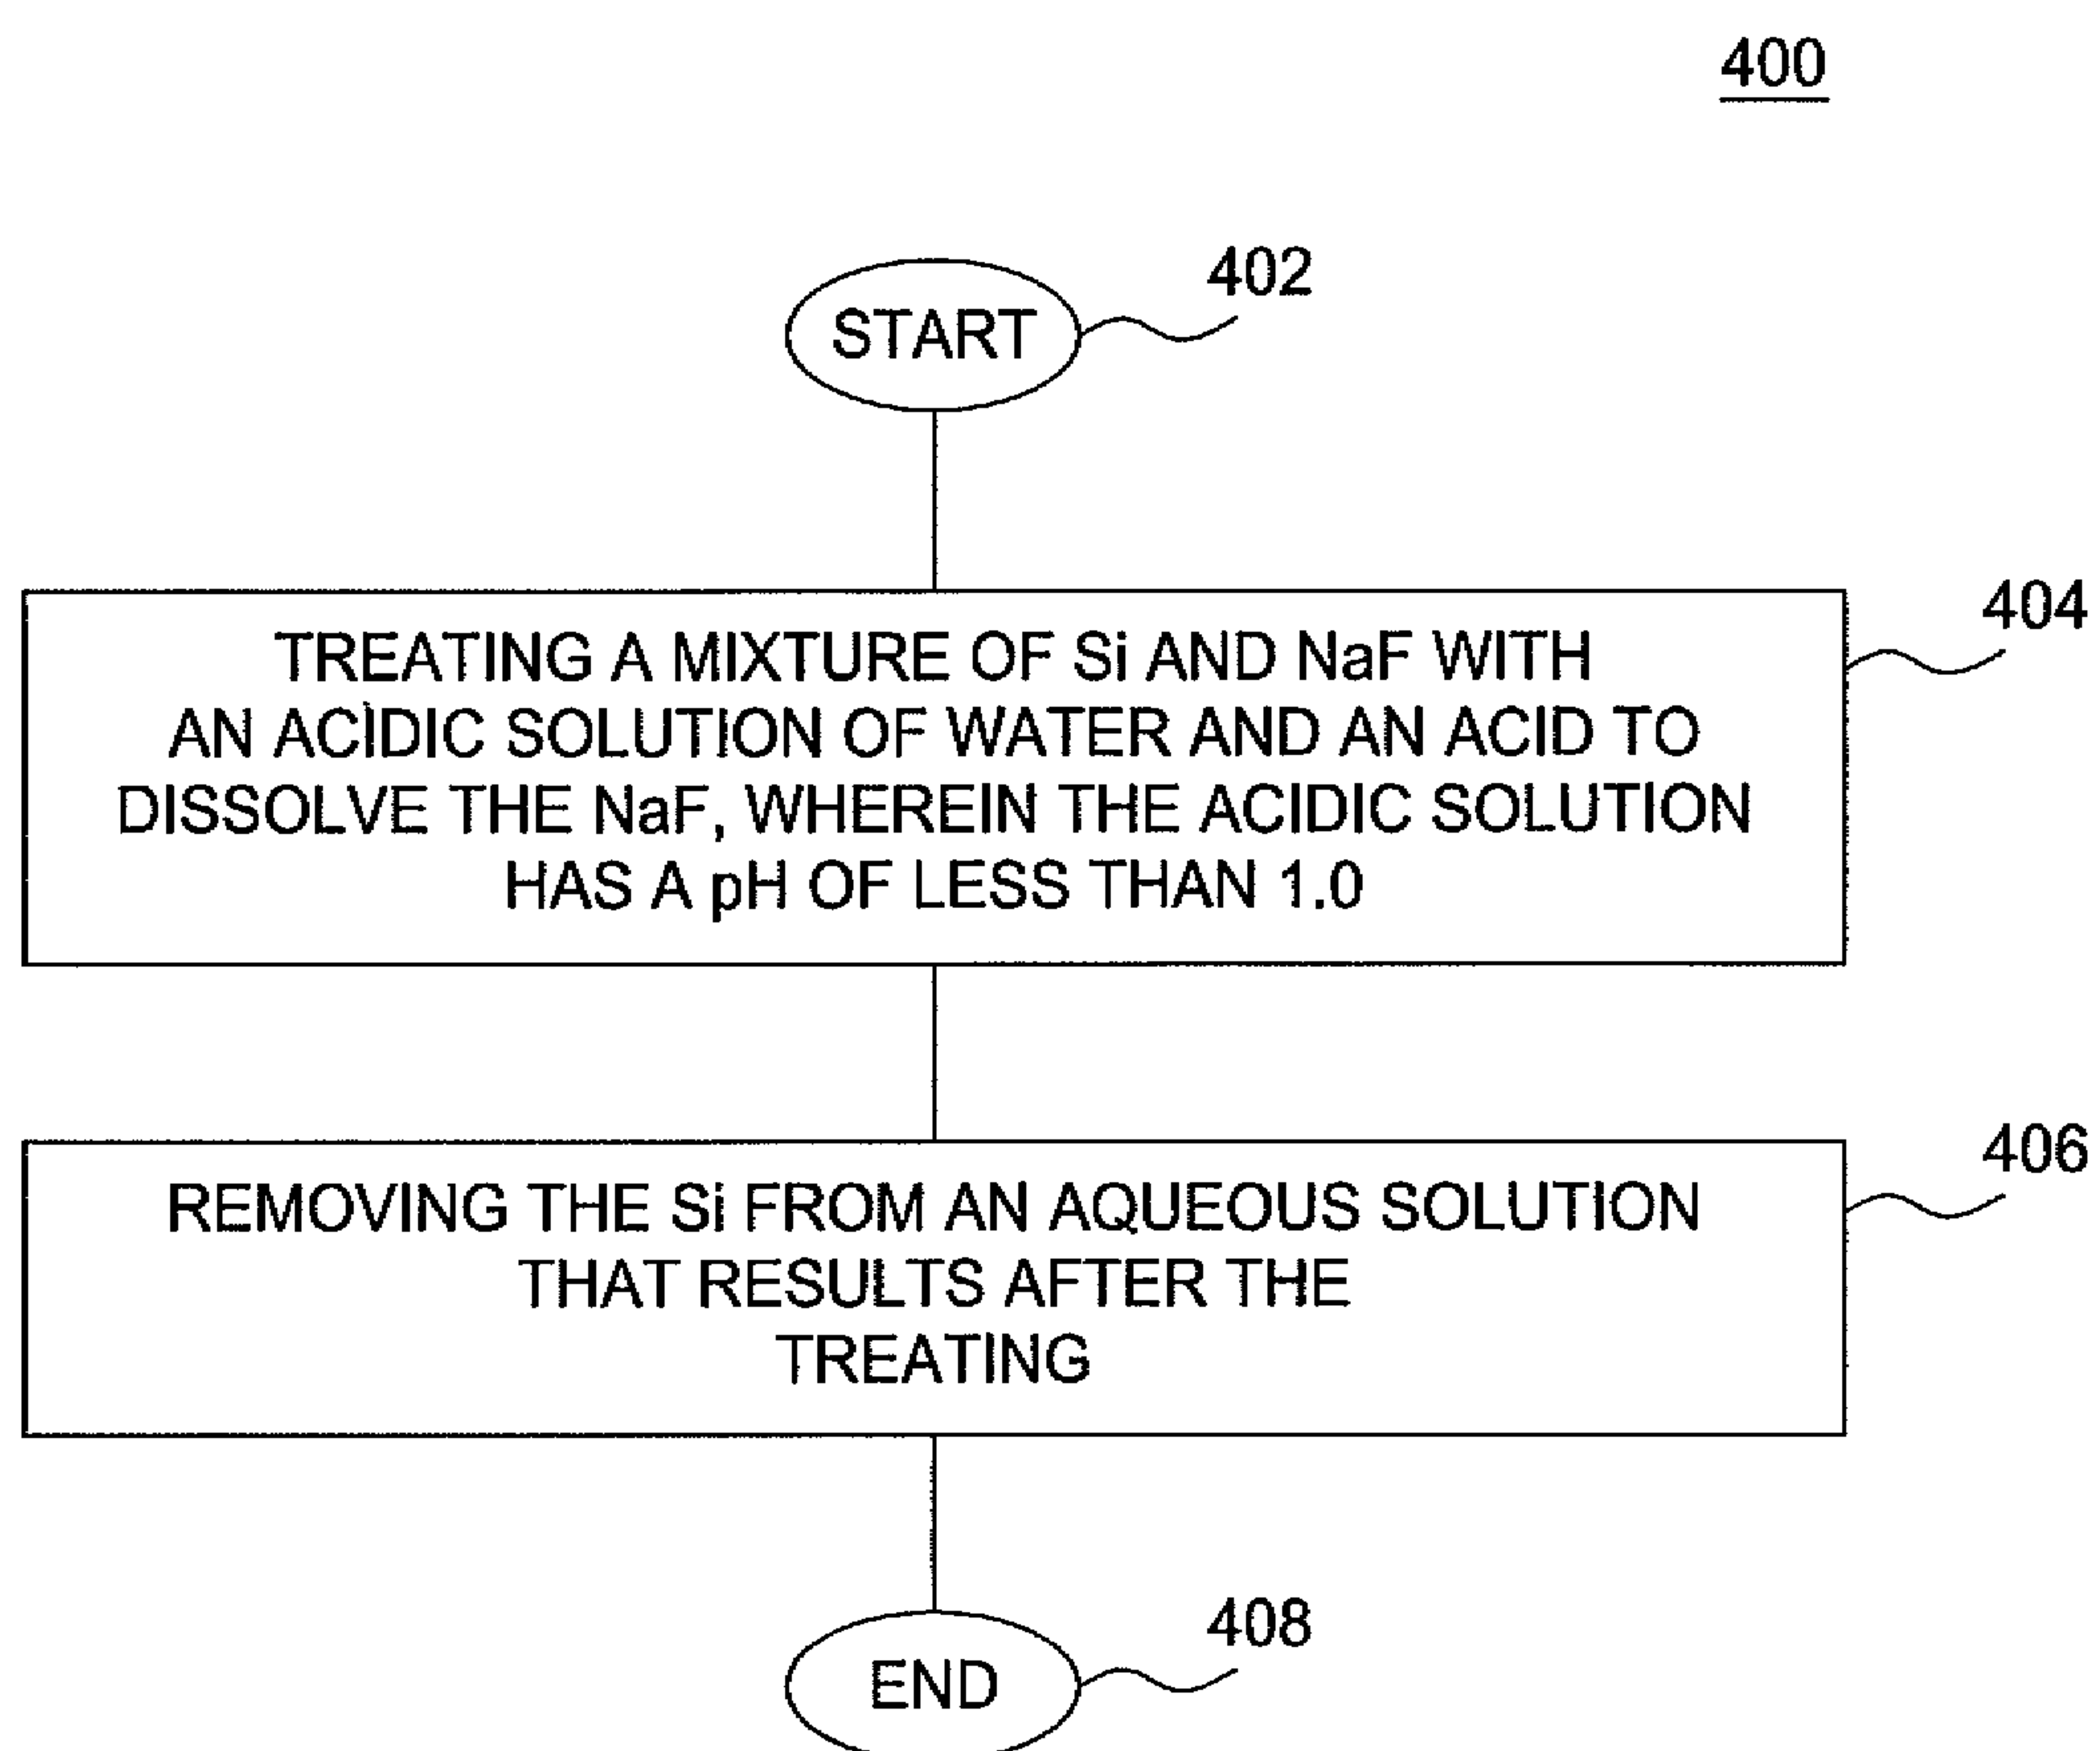 400
START
402
TREATING A MIXTURE OF Si AND NaF WITH
AN ACIDIC SOLUTION OF WATER AND AN ACID TO
DISSOLVE THE NaF, WHEREIN THE ACIDIC SOLUTION
HAS A pH OF LESS THAN 1.0
404
REMOVING THE Si FROM AN AQUEOUS SOLUTION
THAT RESULTS AFTER THE
TREATING
406
END
408